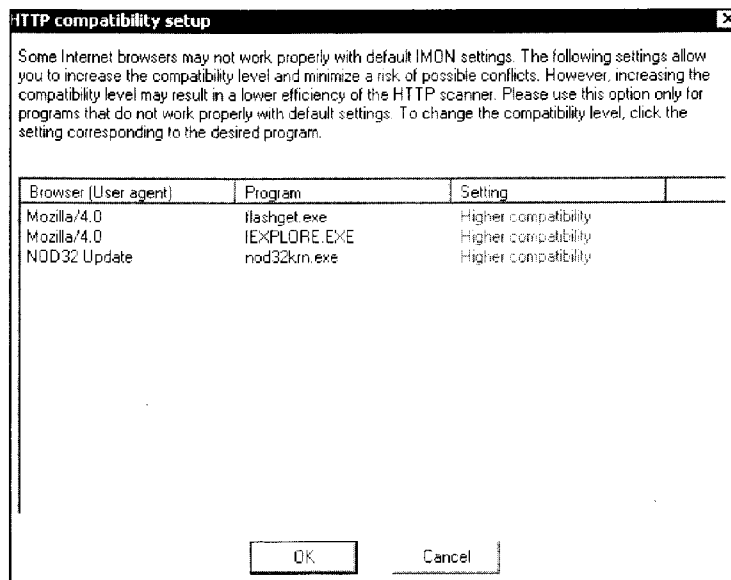 HTTP compatibility setup
Some Internet browsers may not work properly with default IMON settings. The following settings allow
you to increase the compatibility level and minimize a risk of possible conflicts. However, increasing the
compatibility level may result in a lower efficiency of the HTTP scanner. Please use this option only for
programs that do not work properly with default settings. To change the compatibility level, click the
setting corresponding to the desired program.
Browser (User agent) Program Setting
Mozilla/4.0 flashget.exe Higher compatibility
Mozilla/4.0 IEXPLORE.EXE Higher compatibility
NOD32 Update nod32krn.exe Higher compatibility
OK Cancel